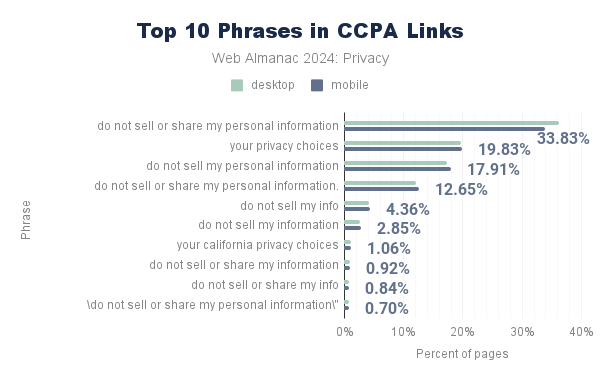 Top 10 Phrases in CCPA Links
Web Almanac 2024: Privacy
desktop mobile
do not sell or share my personal information 33.83%
your privacy choices 19.83%
do not sell my personal information 17.91%
do not sell or share my personal information. 12.65%
do not sell my info 4.36%
do not sell my information 2.85%
your california privacy choices 1.06%
do not sell or share my information 0.92%
do not sell or share my info 0.84%
\do not sell or share my personal information\" 0.70%
Phrase
0% 10% 20% 30% 40%
Percent of pages